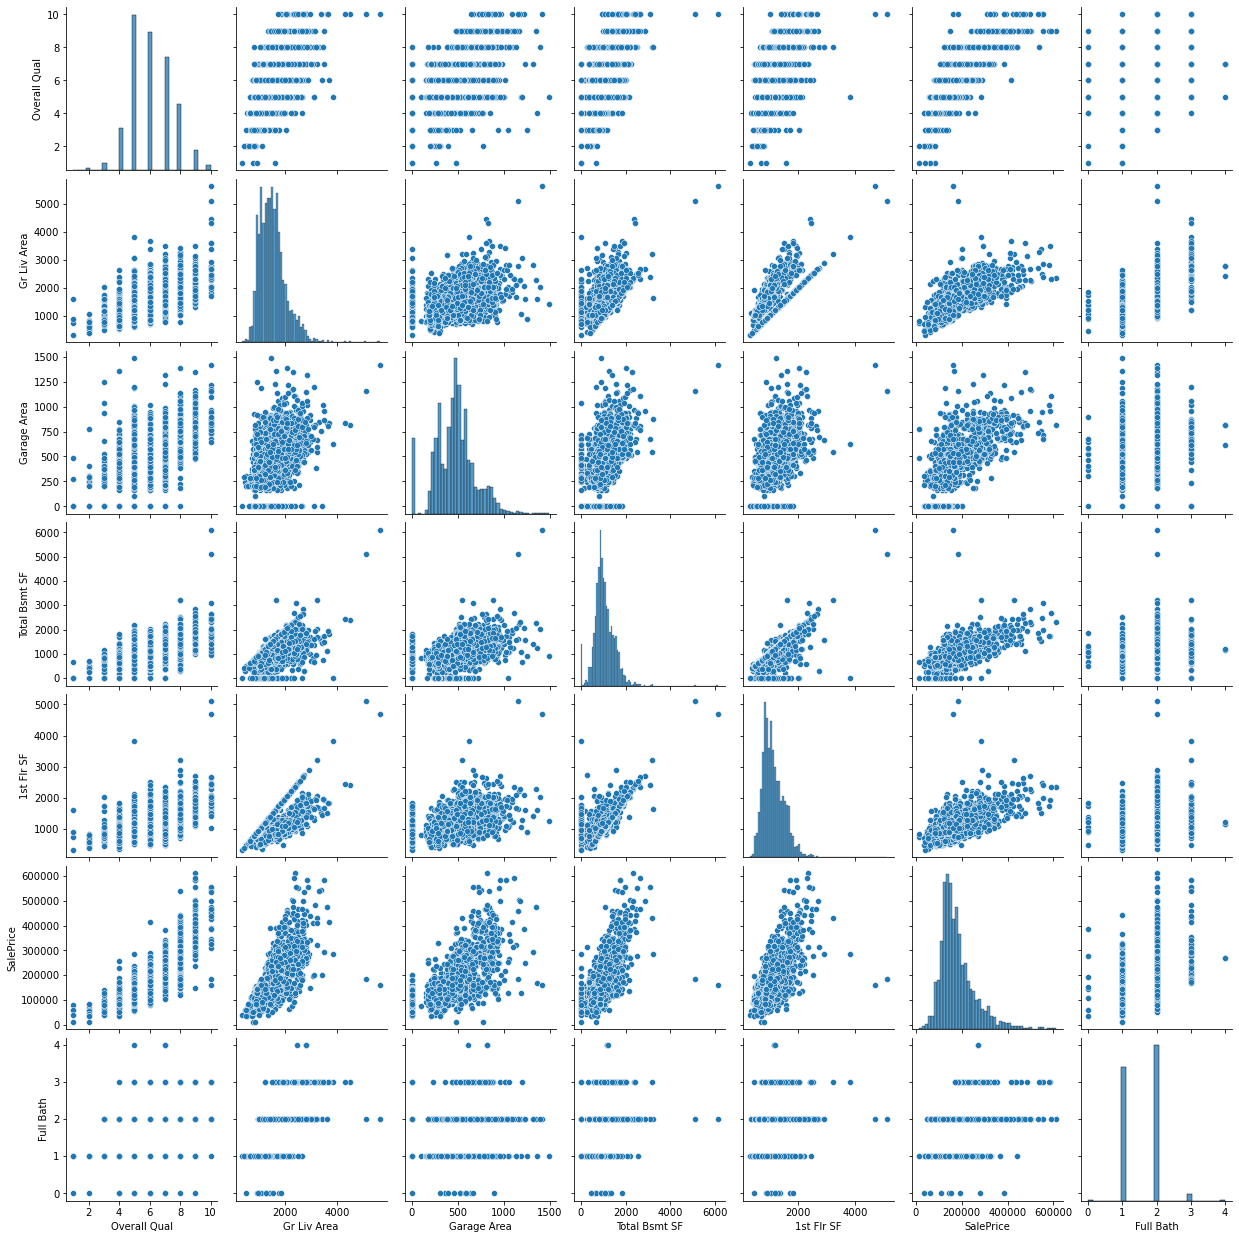 10
8
6
4
2
Overall Qual
5000
4000
3000
2000
1000
Gr Liv Area
1500
1250
1000
750
500
250
0
Garage Area
6000
5000
4000
3000
2000
1000
0
Total Bsmt SF
5000
4000
3000
2000
1000
1st Flr SF
600000
500000
400000
300000
200000
100000
0
SalePrice
4
3
2
1
0
Full Bath
2 4 6 8 10
Overall Qual
2000 4000
Gr Liv Area
0 500 1000 1500
Garage Area
0 2000 4000 6000
Total Bsmt SF
2000 4000
1st Flr SF
0 200000 400000 600000
SalePrice
0 1 2 3 4
Full Bath